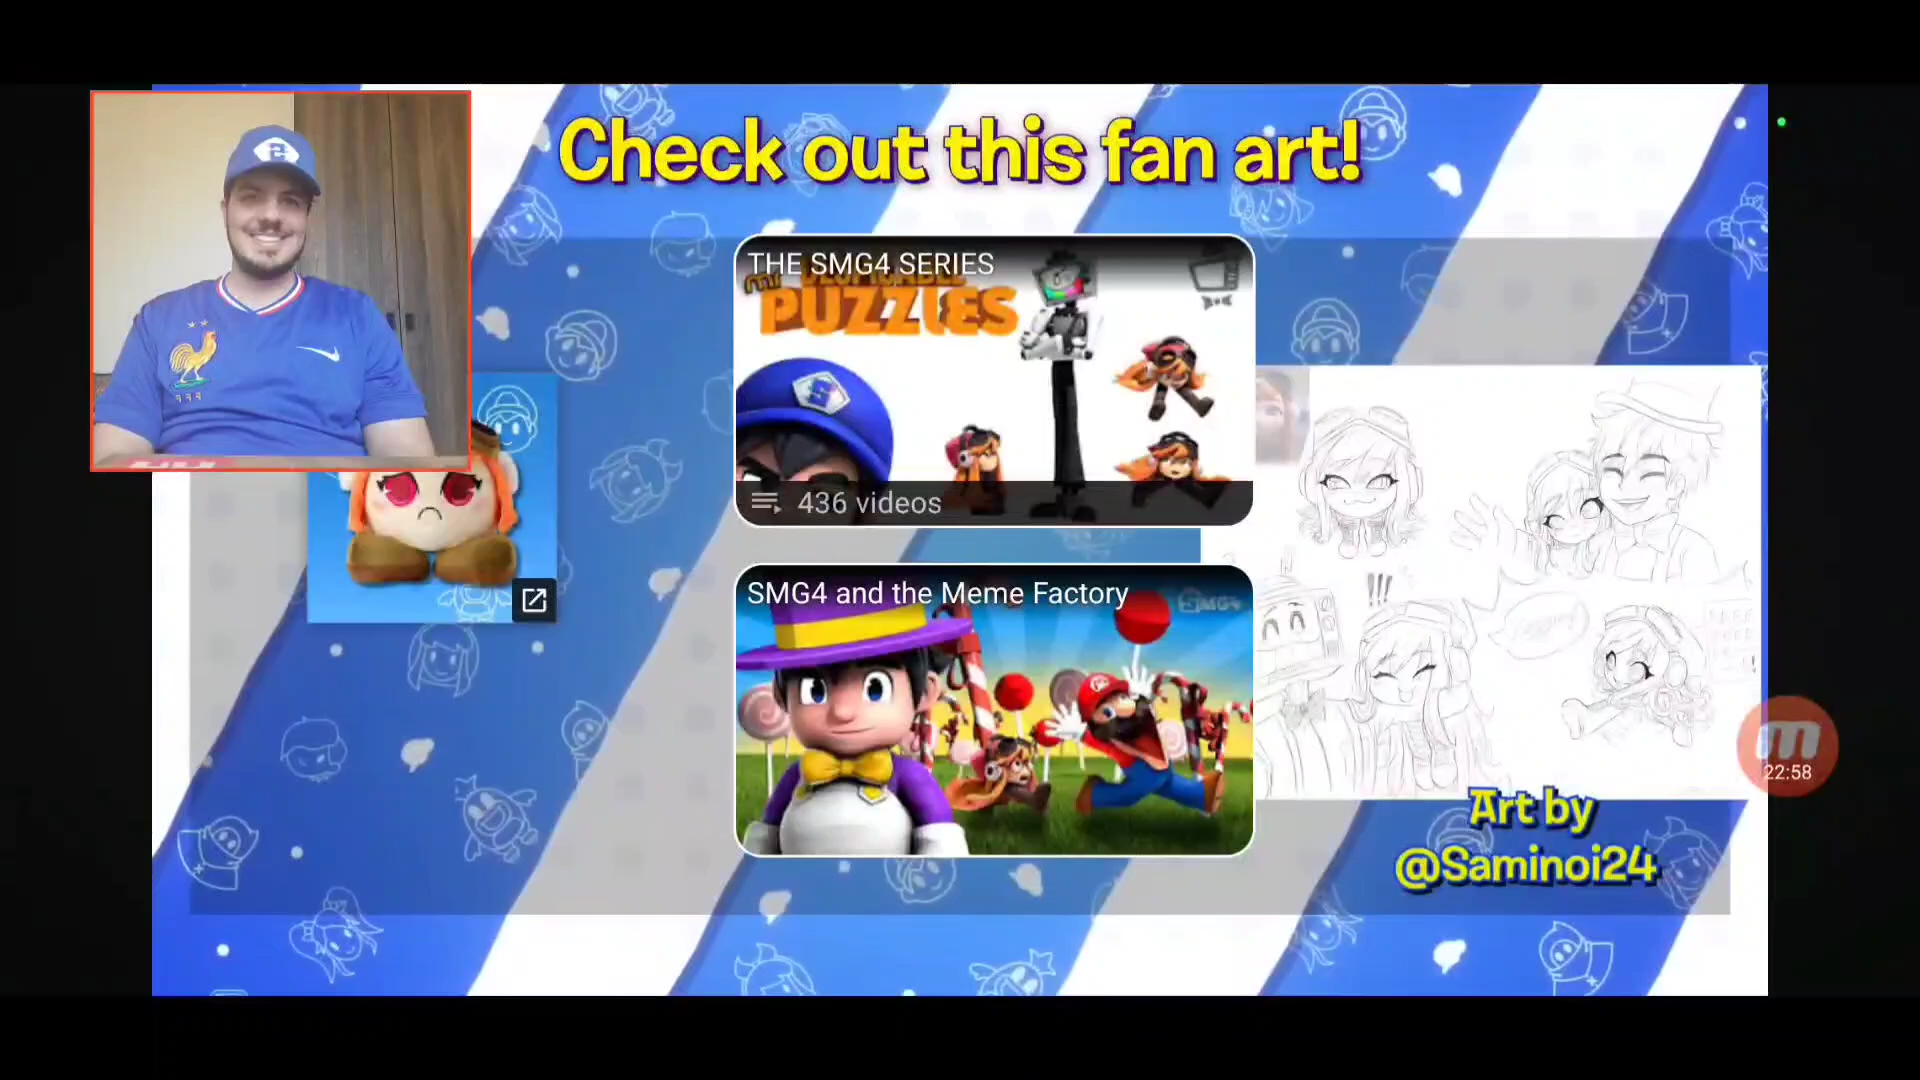 Check out this fan art!
THE SMG4 SERIES
PUZZLES
436 videos
SMG4 and the Meme Factory
SMG4
!!!
22:58
Art by
@Saminoi24